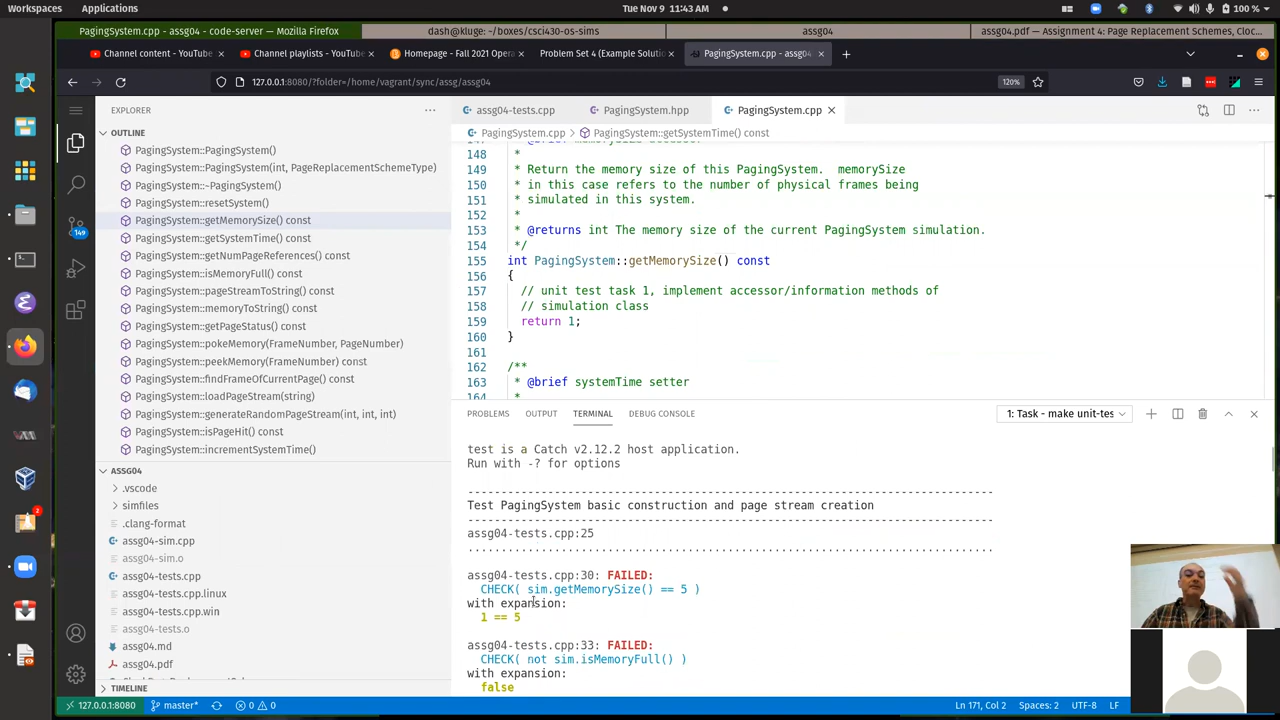 Workspaces
Applications
Tue Nov 9 11:43 AM
100 %
PagingSystem.cpp - assg04 - code-server — Mozilla Firefox
dash@kluge: ~/boxes/csci430-os-sims
assg04
assg04.pdf — Assignment 4: Page Replacement Schemes, Cloc...
Channel content - YouTube
Channel playlists - YouTube
Homepage - Fall 2021 Opera
Problem Set 4 (Example Solution
PagingSystem.cpp - assg04
127.0.0.1:8080/?folder=/home/vagrant/sync/assg/assg04
120%
EXPLORER
assg04-tests.cpp
PagingSystem.hpp
PagingSystem.cpp
OUTLINE
PagingSystem.cpp > PagingSystem::getSystemTime() const
PagingSystem::PagingSystem()
PagingSystem::PagingSystem(int, PageReplacementSchemeType)
PagingSystem::~PagingSystem()
PagingSystem::resetSystem()
PagingSystem::getMemorySize() const
PagingSystem::getSystemTime() const
PagingSystem::getNumPageReferences() const
PagingSystem::isMemoryFull() const
PagingSystem::pageStreamToString() const
PagingSystem::memoryToString() const
PagingSystem::getPageStatus() const
PagingSystem::pokeMemory(FrameNumber, PageNumber)
PagingSystem::peekMemory(FrameNumber) const
PagingSystem::findFrameOfCurrentPage() const
PagingSystem::loadPageStream(string)
PagingSystem::generateRandomPageStream(int, int, int)
PagingSystem::isPageHit() const
PagingSystem::incrementSystemTime()
149
ASSG04
.vscode
simfiles
.clang-format
assg04-sim.cpp
assg04-sim.o
assg04-tests.cpp
assg04-tests.cpp.linux
assg04-tests.cpp.win
assg04-tests.o
assg04.md
assg04.pdf
TIMELINE
148 *
149 * Return the memory size of this PagingSystem.  memorySize
150 * in this case refers to the number of physical frames being
151 * simulated in this system.
152 *
153 * @returns int The memory size of the current PagingSystem simulation.
154 */
155 int PagingSystem::getMemorySize() const
156 {
157 // unit test task 1, implement accessor/information methods of
158 // simulation class
159 return 1;
160 }
161
162 /**
163 * @brief systemTime setter
164 *
PROBLEMS OUTPUT TERMINAL DEBUG CONSOLE
1: Task - make unit-tes
test is a Catch v2.12.2 host application.
Run with -? for options
-------------------------------------------------------------------------------
Test PagingSystem basic construction and page stream creation
-------------------------------------------------------------------------------
assg04-tests.cpp:25
...............................................................................
assg04-tests.cpp:30: FAILED:
CHECK( sim.getMemorySize() == 5 )
with expansion:
1 == 5
assg04-tests.cpp:33: FAILED:
CHECK( not sim.isMemoryFull() )
with expansion:
false
127.0.0.1:8080
master*
0 0
Ln 171, Col 2
Spaces: 2
UTF-8
LF